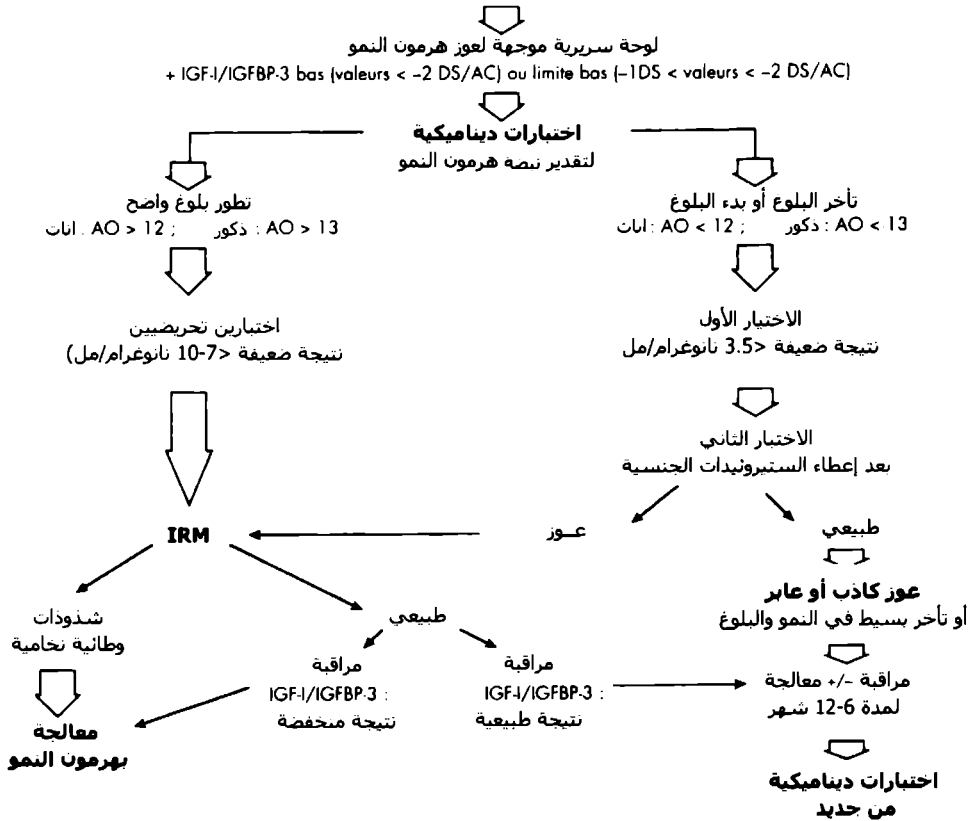 لوحة سريرية موجهة لعوز هرمون النمو
+ IGF-I/IGFBP-3 bas (valeurs < –2 DS/AC) ou limite bas (–1DS < valeurs < –2 DS/AC)
اختبارات ديناميكية
لتقدير نبضة هرمون النمو
تأخر البلوغ أو بدء البلوغ
ذكور : AO < 13 ; اناث : AO < 12
تطور بلوغ واضح
ذكور : AO > 13 ; اناث : AO > 12
الاختبار الأول
نتيجة ضعيفة <3.5 نانوغرام/مل
اختبارين تحريضيين
نتيجة ضعيفة <7-10 نانوغرام/مل)
الاختبار الثاني
بعد إعطاء الستيروئيدات الجنسية
طبيعي
عـوز
IRM
عوز كاذب أو عابر
أو تأخر بسيط في النمو والبلوغ
طبيعي
شذوذات
وطائية نخامية
مراقبة +/- معالجة
لمدة 6-12 شهر
مراقبة
IGF-I/IGFBP-3 :
نتيجة طبيعية
مراقبة
IGF-I/IGFBP-3 :
نتيجة منخفضة
معالجة
بهرمون النمو
اختبارات ديناميكية
من جديد